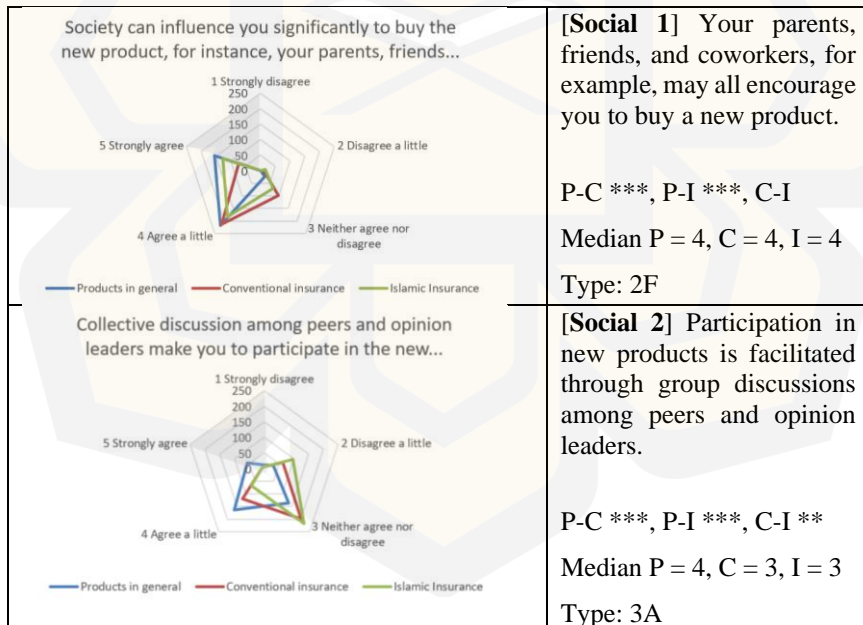 Society can influence you significantly to buy the
new product, for instance, your parents, friends...
1 Strongly disagree
250
200
150
100
50
0
5 Strongly agree
2 Disagree a little
4 Agree a little
3 Neither agree nor
disagree
Products in general
Conventional insurance
Islamic Insurance
[Social 1] Your parents,
friends, and coworkers, for
example, may all encourage
you to buy a new product.
P-C ***, P-I ***, C-I
Median P = 4, C = 4, I = 4
Type: 2F
Collective discussion among peers and opinion
leaders make you to participate in the new...
1 Strongly disagree
250
200
150
100
50
0
5 Strongly agree
2 Disagree a little
4 Agree a little
3 Neither agree nor
disagree
Products in general
Conventional insurance
Islamic Insurance
[Social 2] Participation in
new products is facilitated
through group discussions
among peers and opinion
leaders.
P-C ***, P-I ***, C-I **
Median P = 4, C = 3, I = 3
Type: 3A